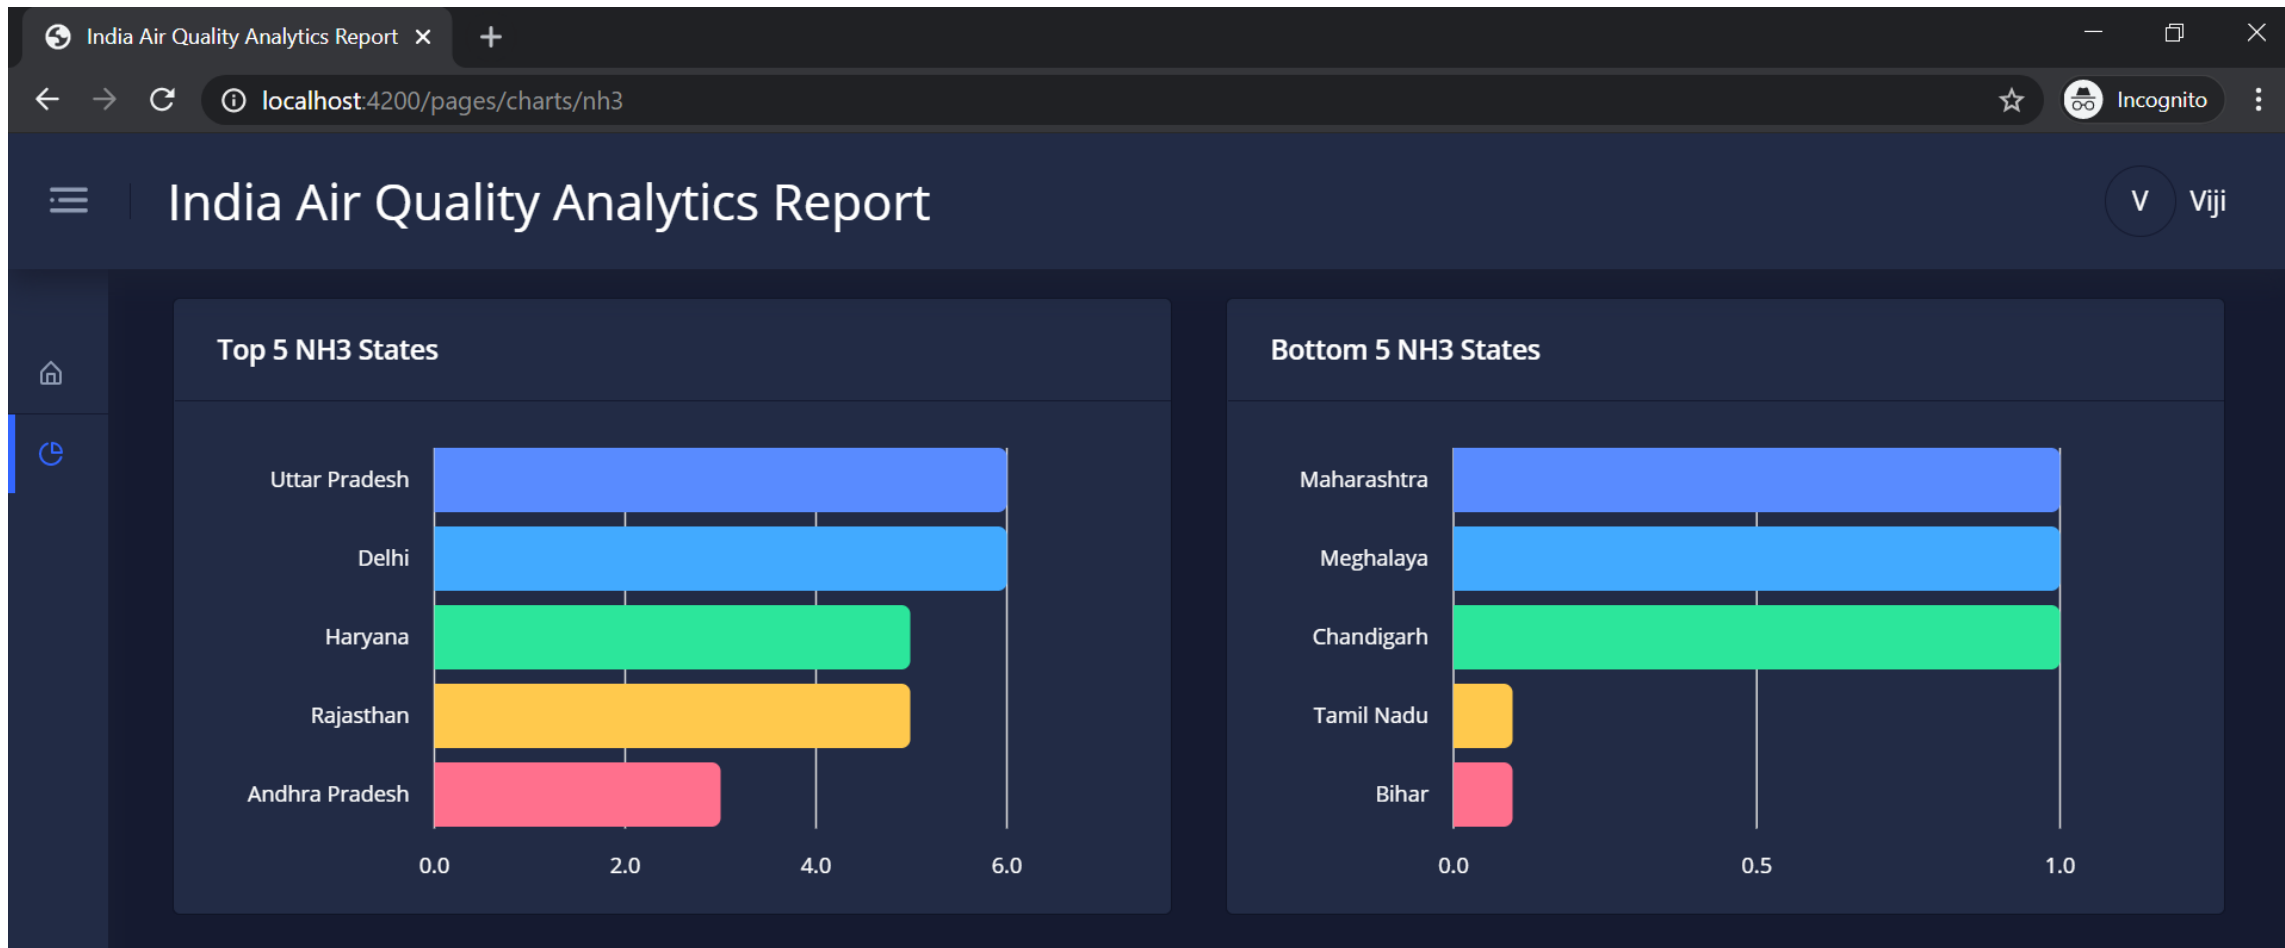 India Air Quality Analytics Report
localhost:4200/pages/charts/nh3
Incognito
India Air Quality Analytics Report
V
Viji
Top 5 NH3 States
Uttar Pradesh
Delhi
Haryana
Rajasthan
Andhra Pradesh
0.0 2.0 4.0 6.0
Bottom 5 NH3 States
Maharashtra
Meghalaya
Chandigarh
Tamil Nadu
Bihar
0.0 0.5 1.0